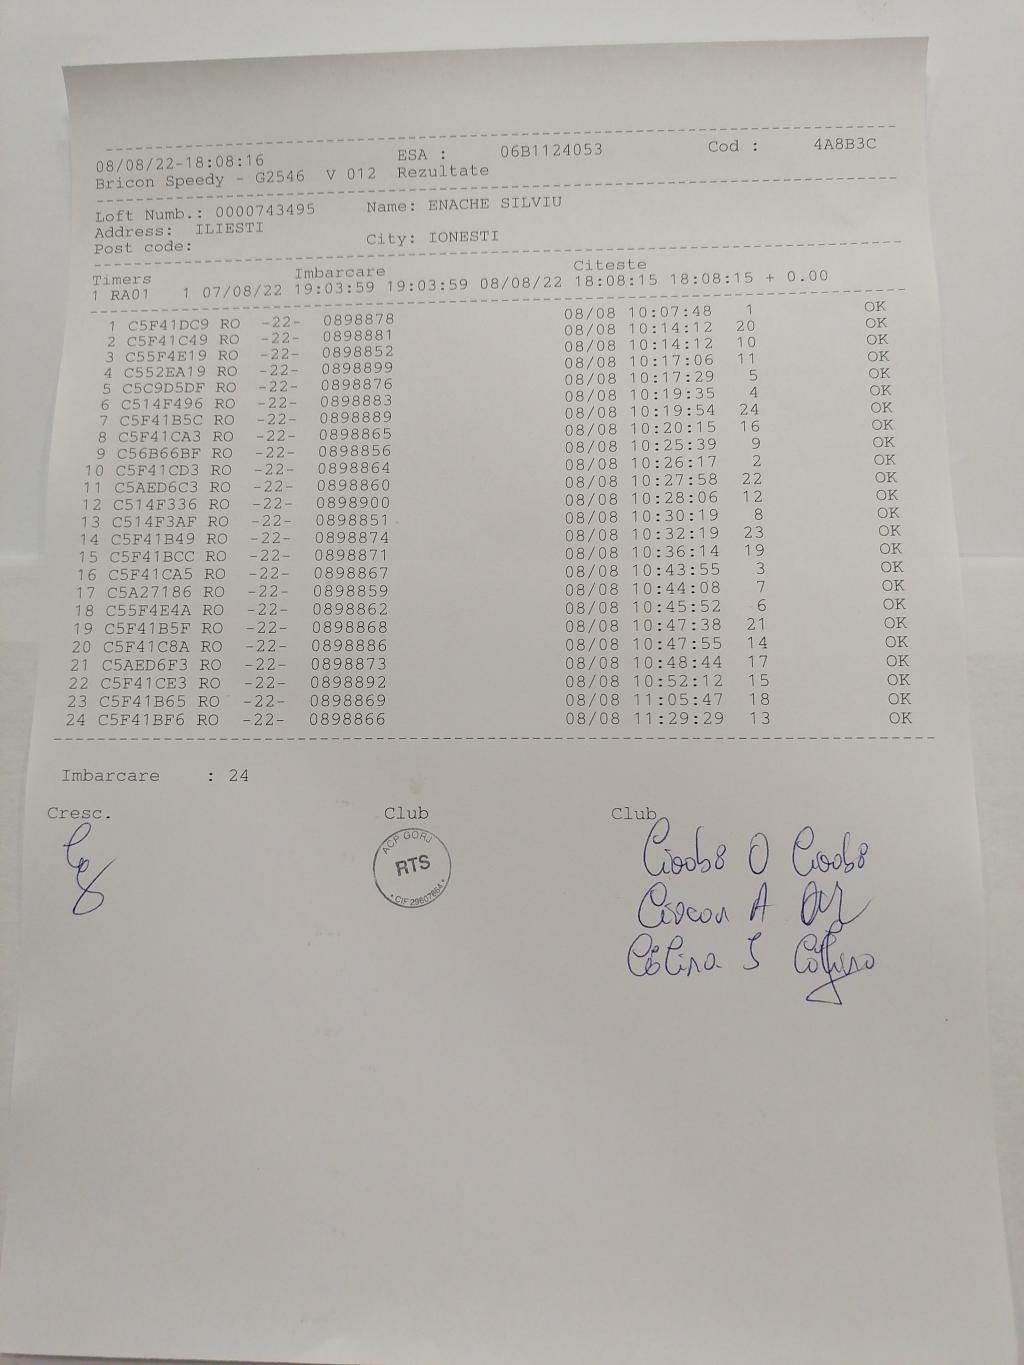 08/08/22-18:08:16 ESA : 06B1124053 Cod : 4A8B3C
Bricon Speedy - G2546 V 012 Rezultate
Loft Numb.: 0000743495 Name: ENACHE SILVIU
Address: ILIESTI
Post code: City: IONESTI
Timers Imbarcare Citeste
1 RA01 1 07/08/22 19:03:59 19:03:59 08/08/22 18:08:15 18:08:15 + 0.00
1 C5F41DC9 RO -22- 0898878 08/08 10:07:48 1 OK
2 C5F41C49 RO -22- 0898881 08/08 10:14:12 20 OK
3 C55F4E19 RO -22- 0898852 08/08 10:14:12 10 OK
4 C552EA19 RO -22- 0898899 08/08 10:17:06 11 OK
5 C5C9D5DF RO -22- 0898876 08/08 10:17:29 5 OK
6 C514F496 RO -22- 0898883 08/08 10:19:35 4 OK
7 C5F41B5C RO -22- 0898889 08/08 10:19:54 24 OK
8 C5F41CA3 RO -22- 0898865 08/08 10:20:15 16 OK
9 C56B66BF RO -22- 0898856 08/08 10:25:39 9 OK
10 C5F41CD3 RO -22- 0898864 08/08 10:26:17 2 OK
11 C5AED6C3 RO -22- 0898860 08/08 10:27:58 22 OK
12 C514F336 RO -22- 0898900 08/08 10:28:06 12 OK
13 C514F3AF RO -22- 0898851 08/08 10:30:19 8 OK
14 C5F41B49 RO -22- 0898874 08/08 10:32:19 23 OK
15 C5F41BCC RO -22- 0898871 08/08 10:36:14 19 OK
16 C5F41CA5 RO -22- 0898867 08/08 10:43:55 3 OK
17 C5A27186 RO -22- 0898859 08/08 10:44:08 7 OK
18 C55F4E4A RO -22- 0898862 08/08 10:45:52 6 OK
19 C5F41B5F RO -22- 0898868 08/08 10:47:38 21 OK
20 C5F41C8A RO -22- 0898886 08/08 10:47:55 14 OK
21 C5AED6F3 RO -22- 0898873 08/08 10:48:44 17 OK
22 C5F41CE3 RO -22- 0898892 08/08 10:52:12 15 OK
23 C5F41B65 RO -22- 0898869 08/08 11:05:47 18 OK
24 C5F41BF6 RO -22- 0898866 08/08 11:29:29 13 OK
Imbarcare : 24
Cresc. Club Club
ACP GORJ
RTS
CIF 29607864